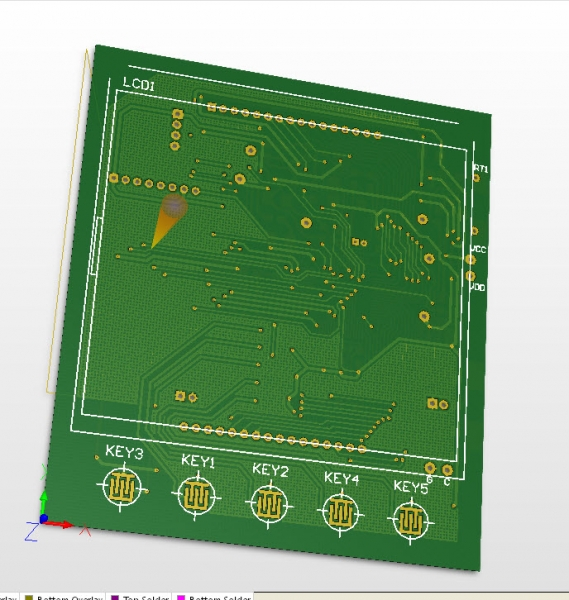 LCD1
RT1
VCC
VDD
KEY3
KEY1
KEY2
KEY4
KEY5
G C
Z X
Bottom Overlay Top Solder Bottom Solder